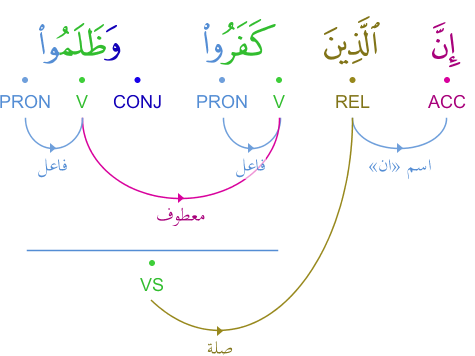 إِنَّ ٱلَّذِينَ كَفَرُوا۟ وَظَلَمُوا۟
ACC REL V PRON CONJ V PRON
اسم «ان» فاعل فاعل
معطوف
VS
صلة